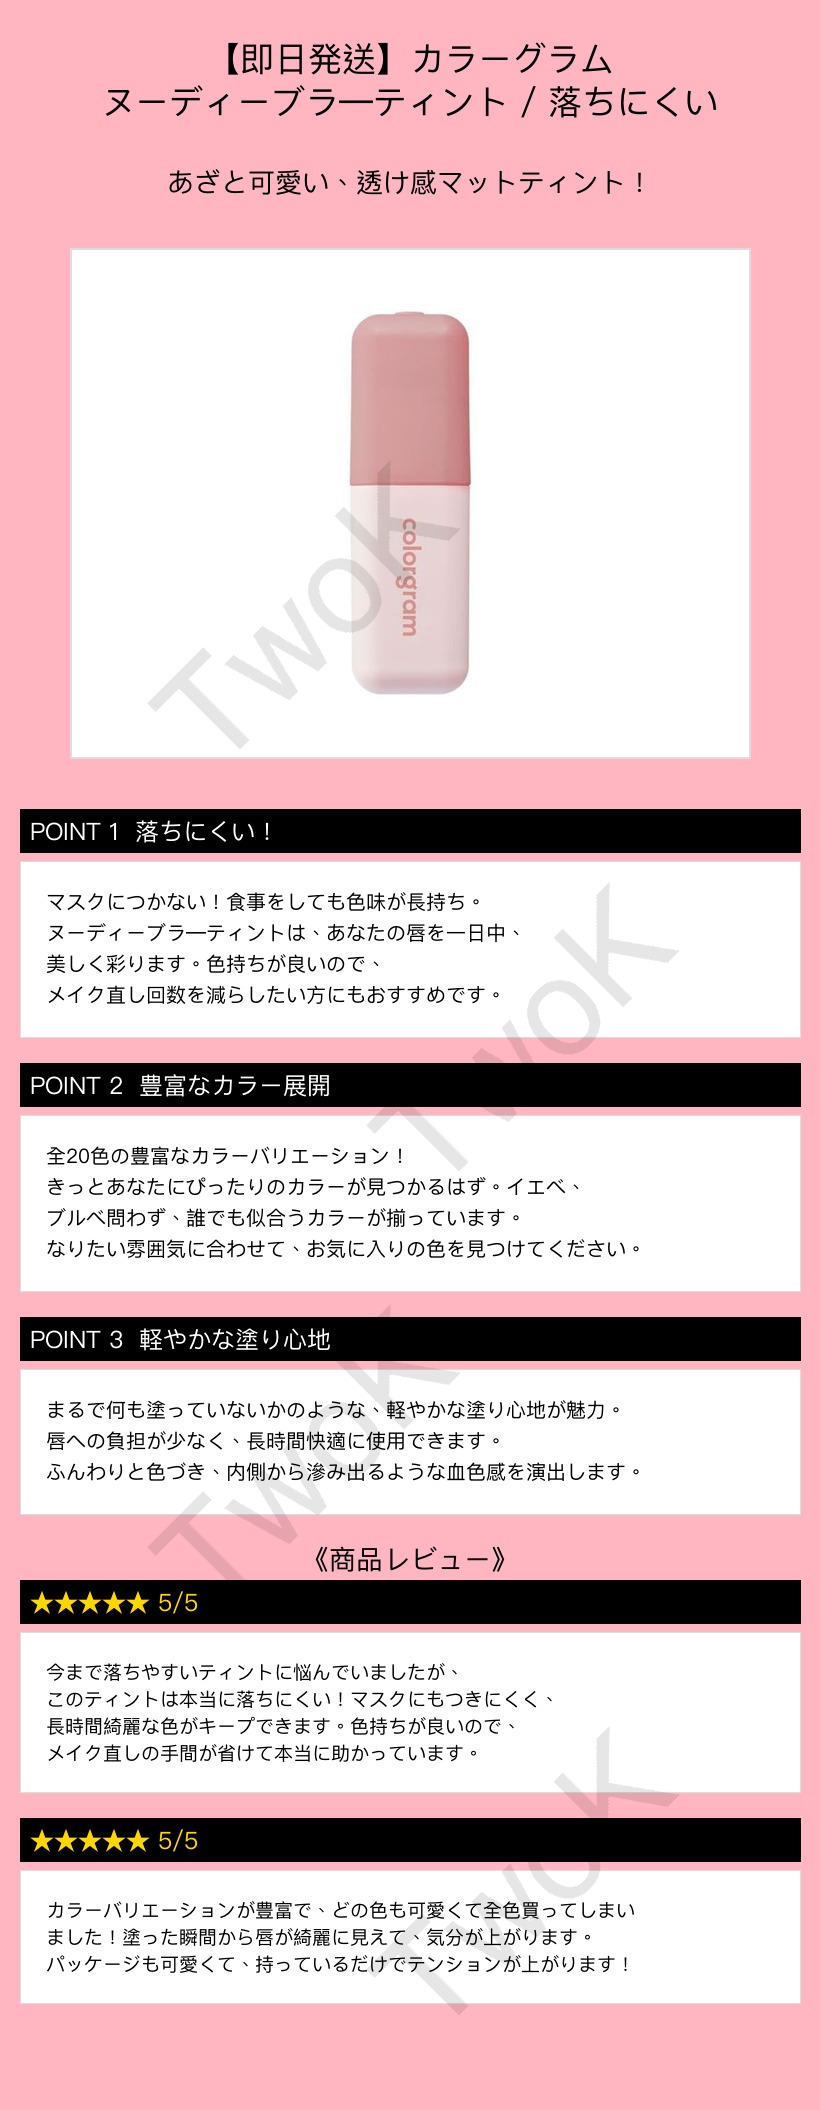 【即日発送】カラーグラム
ヌーディーブラーティント / 落ちにくい
あざと可愛い、透け感マットティント！
colorgram
TwoK
POINT 1 落ちにくい！
マスクにつかない！食事をしても色味が長持ち。
ヌーディーブラーティントは、あなたの唇を一日中、
美しく彩ります。色持ちが良いので、
メイク直し回数を減らしたい方にもおすすめです。
TwoK
POINT 2 豊富なカラー展開
全20色の豊富なカラーバリエーション！
きっとあなたにぴったりのカラーが見つかるはず。イエベ、
ブルベ問わず、誰でも似合うカラーが揃っています。
なりたい雰囲気に合わせて、お気に入りの色を見つけてください。
POINT 3 軽やかな塗り心地
まるで何も塗っていないかのような、軽やかな塗り心地が魅力。
唇への負担が少なく、長時間快適に使用できます。
ふんわりと色づき、内側から滲み出るような血色感を演出します。
TwoK
《商品レビュー》
★★★★★ 5/5
今まで落ちやすいティントに悩んでいましたが、
このティントは本当に落ちにくい！マスクにもつきにくく、
長時間綺麗な色がキープできます。色持ちが良いので、
メイク直しの手間が省けて本当に助かっています。
★★★★★ 5/5
カラーバリエーションが豊富で、どの色も可愛くて全色買ってしまい
ました！塗った瞬間から唇が綺麗に見えて、気分が上がります。
パッケージも可愛くて、持っているだけでテンションが上がります！
TwoK